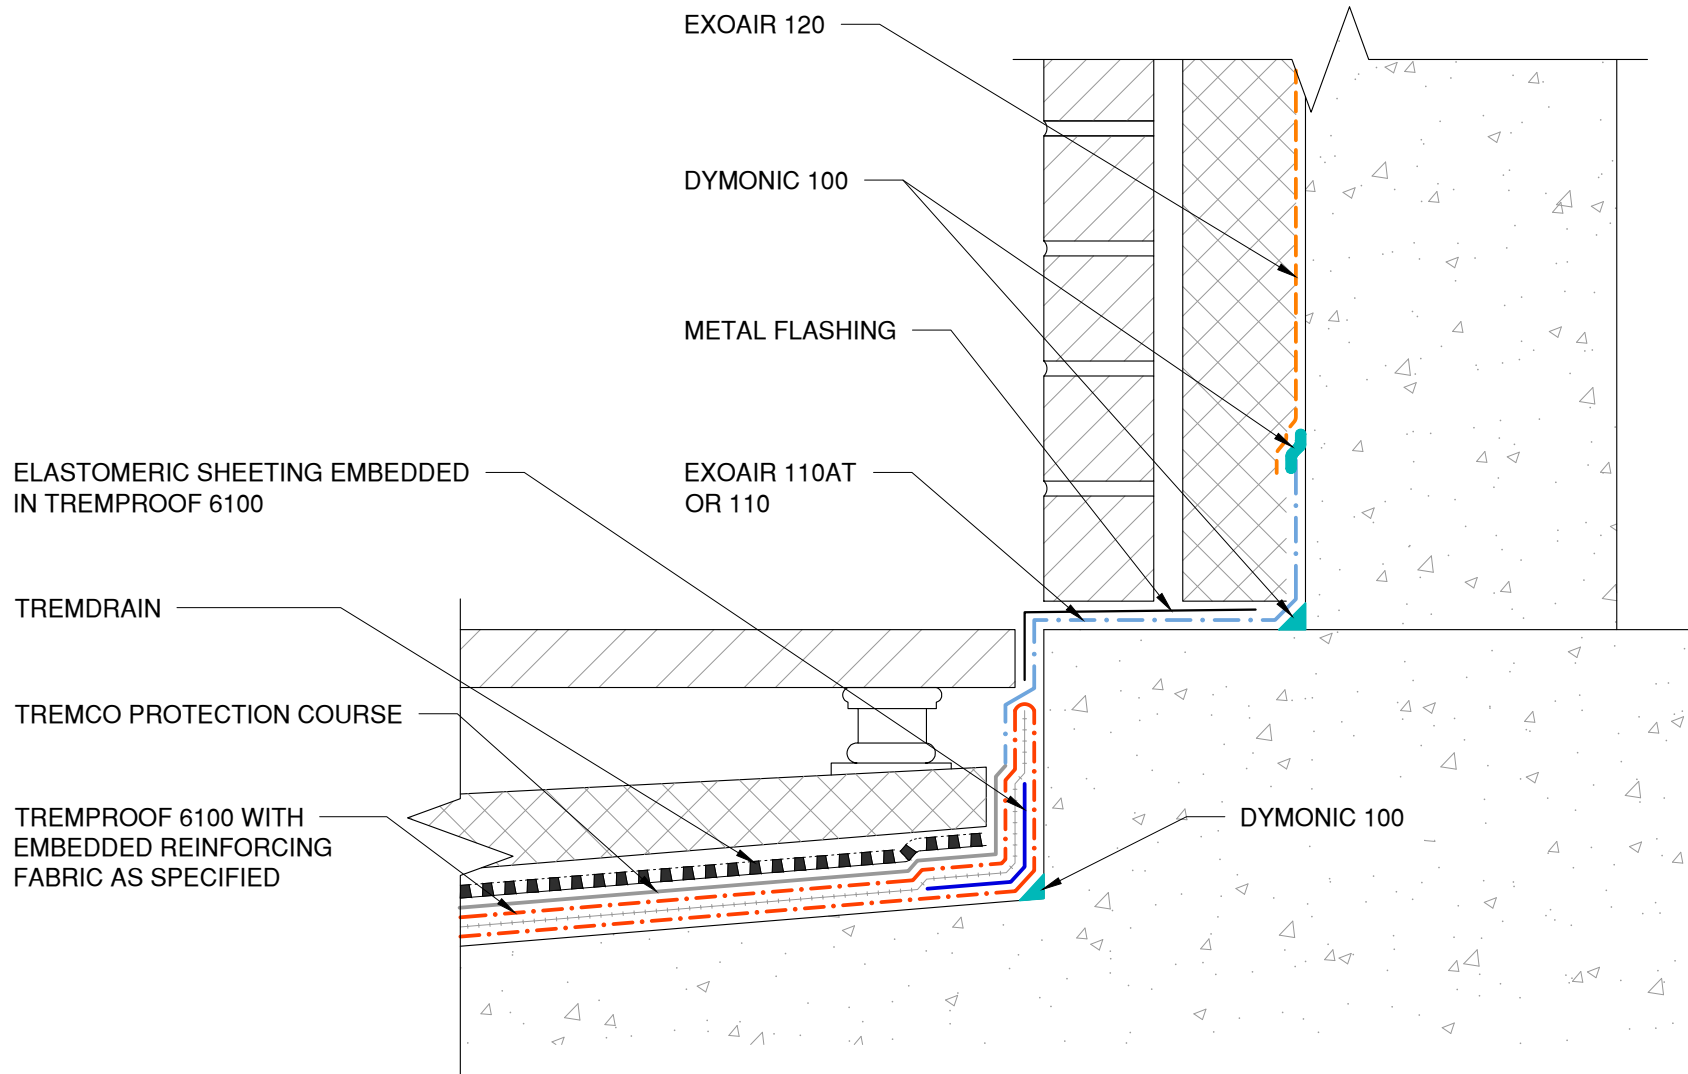 EXOAIR 120
DYMONIC 100
METAL FLASHING
ELASTOMERIC SHEETING EMBEDDED
IN TREMPROOF 6100
EXOAIR 110AT
OR 110
TREMDRAIN
TREMCO PROTECTION COURSE
TREMPROOF 6100 WITH
EMBEDDED REINFORCING
FABRIC AS SPECIFIED
DYMONIC 100